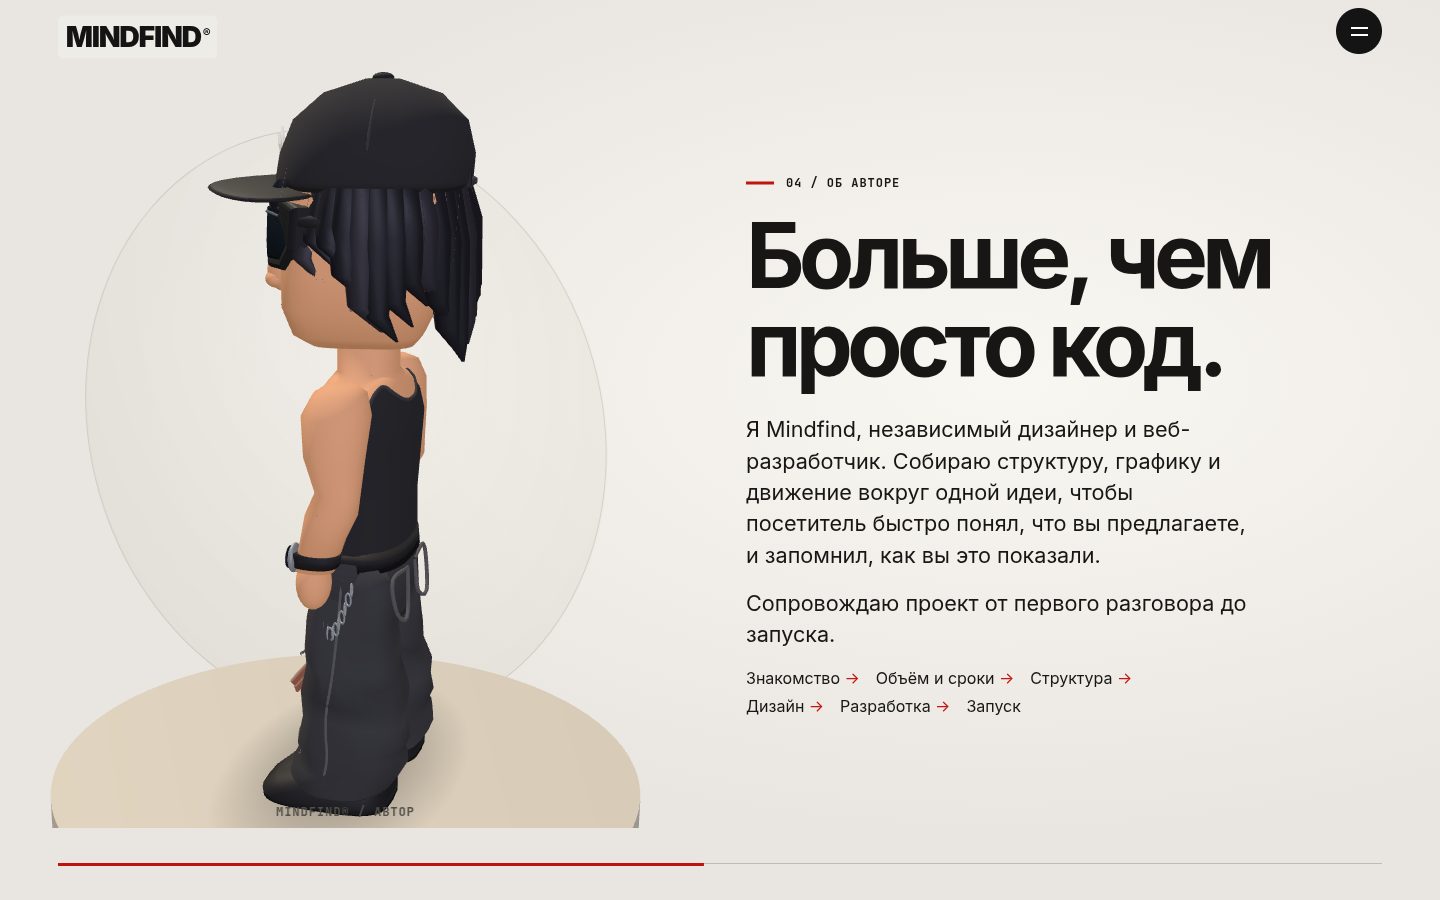 MINDFIND®
04 / ОБ АВТОРЕ
Больше, чем
просто код.
Я Mindfind, независимый дизайнер и веб-
разработчик. Собираю структуру, графику и
движение вокруг одной идеи, чтобы
посетитель быстро понял, что вы предлагаете,
и запомнил, как вы это показали.
Сопровождаю проект от первого разговора до
запуска.
Знакомство → Объём и сроки → Структура →
Дизайн → Разработка → Запуск
MINDFIND® / АВТОР